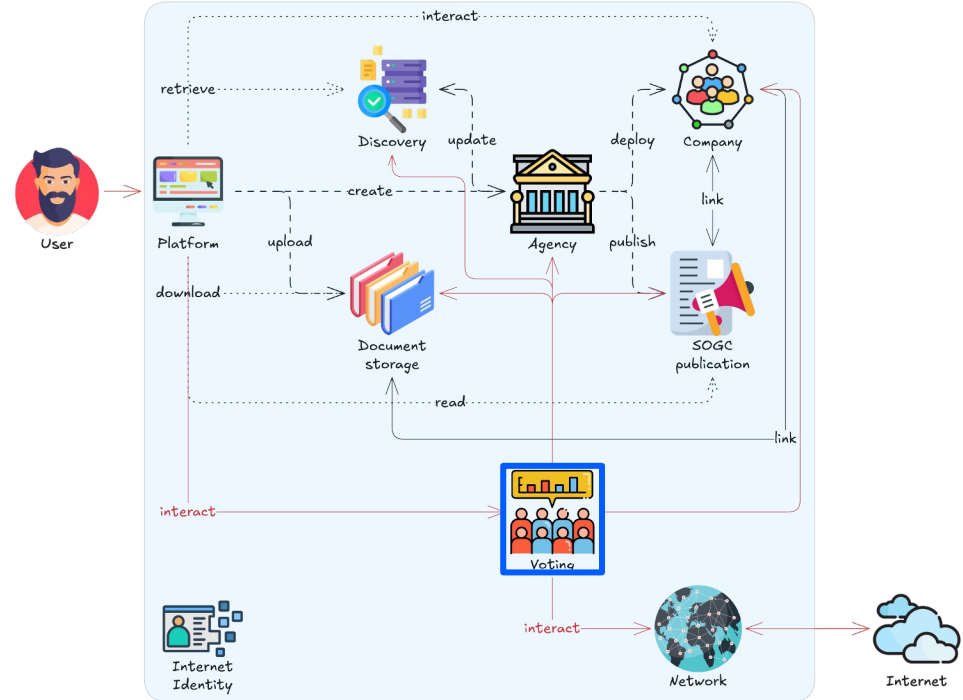 interact
retrieve
Discovery
update
deploy
Company
User
Platform
create
upload
Agency
publish
link
download
Document
storage
SOGC
publication
read
link
interact
Voting
interact
Internet
Identity
Network
Internet